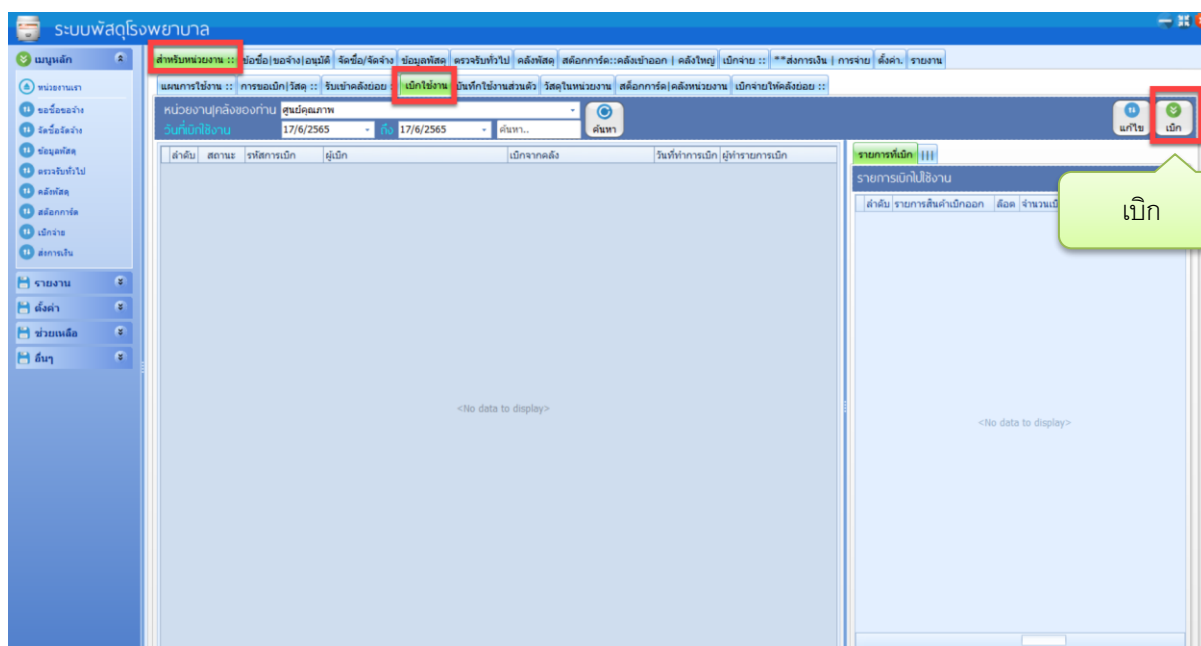 ระบบพัสดุโรงพยาบาล
เมนูหลัก
หน่วยงานเรา
ขอซื้อขอจ้าง
จัดซื้อจัดจ้าง
ข้อมูลพัสดุ
ตรวจรับทั่วไป
คลังพัสดุ
สต๊อกการ์ด
เบิกจ่าย
ส่งการเงิน
รายงาน
ตั้งค่า
ช่วยเหลือ
อื่นๆ
สำหรับหน่วยงาน :: ขอซื้อ|ขอจ้าง|อนุมัติ จัดซื้อ/จัดจ้าง ข้อมูลพัสดุ ตรวจรับทั่วไป คลังพัสดุ สต๊อกการ์ด::คลังเข้าออก | คลังใหญ่ เบิกจ่าย :: **ส่งการเงิน | การจ่าย ตั้งค่า. รายงาน
แผนการใช้งาน :: การขอเบิก|วัสดุ :: รับเข้าคลังย่อย : เบิกใช้งาน บันทึกใช้งานส่วนตัว วัสดุในหน่วยงาน สต็อกการ์ด|คลังหน่วยงาน เบิกจ่ายให้คลังย่อย ::
หน่วยงาน|คลังของท่าน ศูนย์คุณภาพ
วันที่เบิกใช้งาน 17/6/2565 ถึง 17/6/2565 ค้นหา.. ค้นหา
แก้ไข เบิก
ลำดับ สถานะ รหัสการเบิก ผู้เบิก เบิกจากคลัง วันที่ทำการเบิก ผู้ทำรายการเบิก
<No data to display>
รายการที่เบิก
รายการเบิกไปใช้งาน
ลำดับ รายการสินค้าเบิกออก ล๊อต จำนวนเบิ
<No data to display>
เบิก